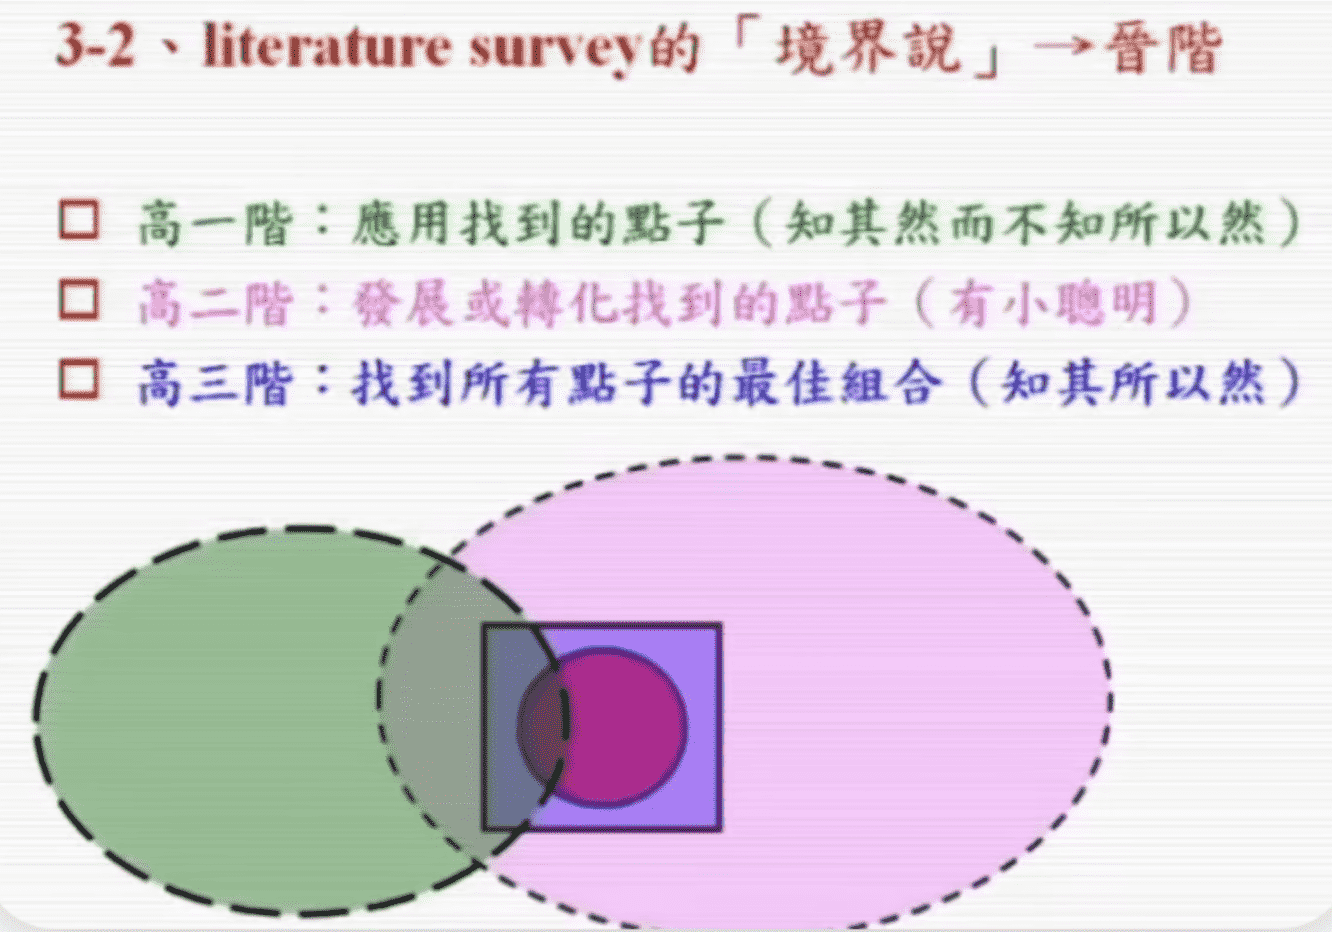 3-2、literature survey的「境界說」→晉階
高一階：應用找到的點子（知其然而不知所以然）
高二階：發展或轉化找到的點子（有小聰明）
高三階：找到所有點子的最佳組合（知其所以然）